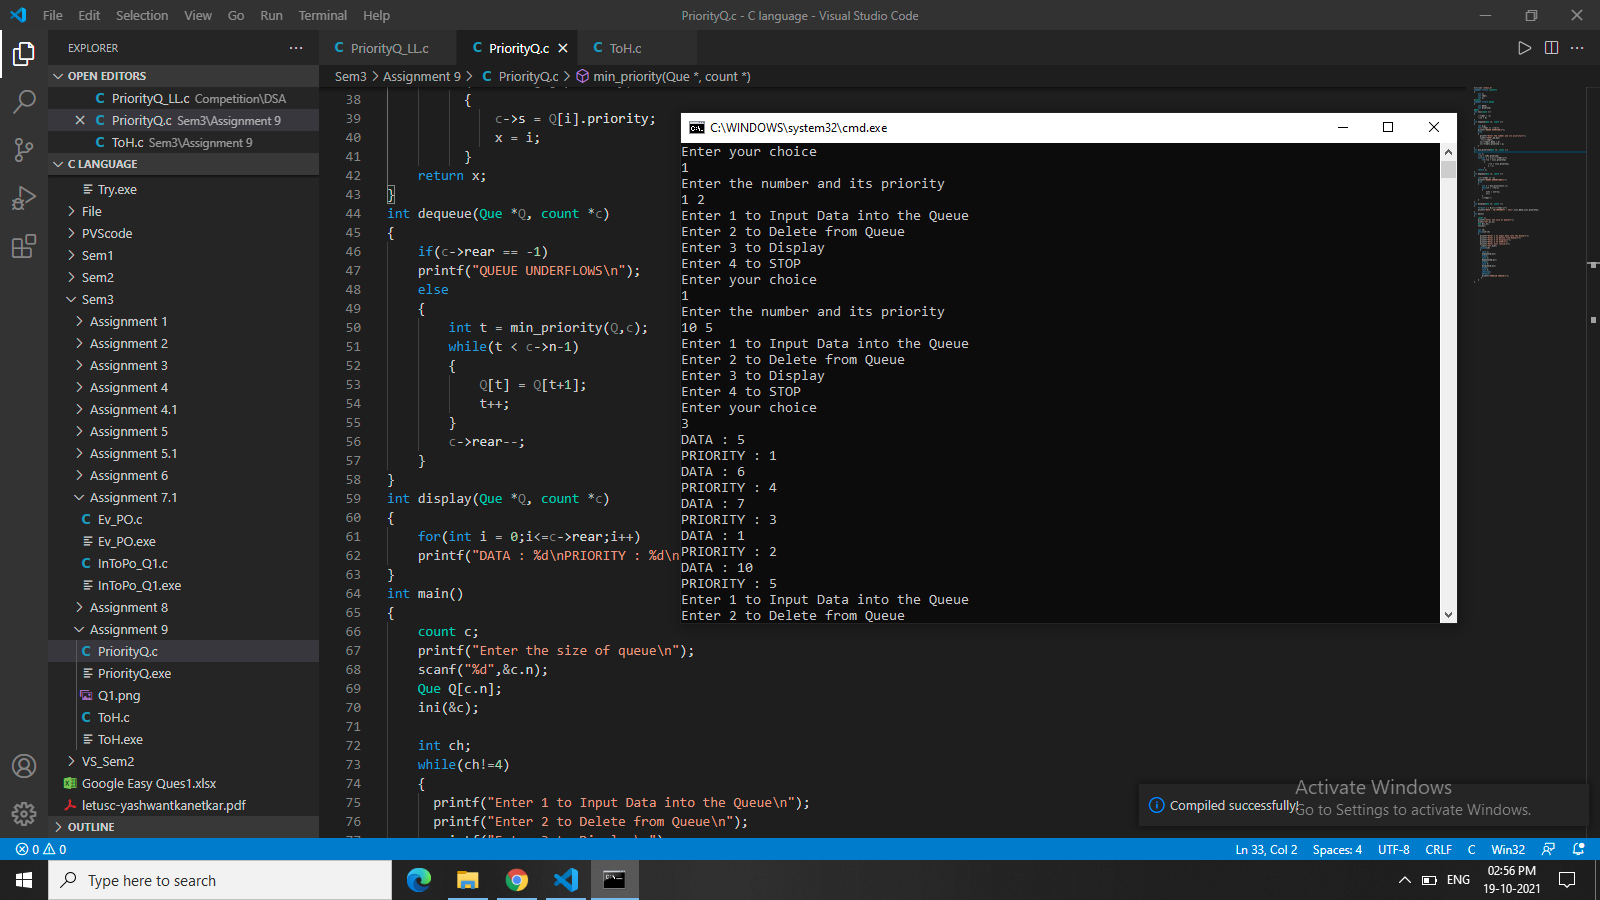 File Edit Selection View Go Run Terminal Help
PriorityQ.c - C language - Visual Studio Code
EXPLORER
OPEN EDITORS
PriorityQ_LL.c Competition\DSA
PriorityQ.c Sem3\Assignment 9
ToH.c Sem3\Assignment 9
C LANGUAGE
Try.exe
File
PVScode
Sem1
Sem2
Sem3
Assignment 1
Assignment 2
Assignment 3
Assignment 4
Assignment 4.1
Assignment 5
Assignment 5.1
Assignment 6
Assignment 7.1
C Ev_PO.c
Ev_PO.exe
C InToPo_Q1.c
InToPo_Q1.exe
Assignment 8
Assignment 9
C PriorityQ.c
PriorityQ.exe
Q1.png
C ToH.c
ToH.exe
VS_Sem2
Google Easy Ques1.xlsx
letusc-yashwantkanetkar.pdf
OUTLINE
C PriorityQ_LL.c C PriorityQ.c C ToH.c
Sem3 > Assignment 9 > C PriorityQ.c > min_priority(Que *, count *)
38 {
39 c->s = Q[i].priority;
40 x = i;
41 }
42 return x;
43 }
44 int dequeue(Que *Q, count *c)
45 {
46 if(c->rear == -1)
47 printf("QUEUE UNDERFLOWS\n");
48 else
49 {
50 int t = min_priority(Q,c);
51 while(t < c->n-1)
52 {
53 Q[t] = Q[t+1];
54 t++;
55 }
56 c->rear--;
57 }
58 }
59 int display(Que *Q, count *c)
60 {
61 for(int i = 0;i<=c->rear;i++)
62 printf("DATA : %d\nPRIORITY : %d\n
63 }
64 int main()
65 {
66 count c;
67 printf("Enter the size of queue\n");
68 scanf("%d",&c.n);
69 Que Q[c.n];
70 ini(&c);
71
72 int ch;
73 while(ch!=4)
74 {
75 printf("Enter 1 to Input Data into the Queue\n");
76 printf("Enter 2 to Delete from Queue\n");
C:\WINDOWS\system32\cmd.exe
Enter your choice
1
Enter the number and its priority
1 2
Enter 1 to Input Data into the Queue
Enter 2 to Delete from Queue
Enter 3 to Display
Enter 4 to STOP
Enter your choice
1
Enter the number and its priority
10 5
Enter 1 to Input Data into the Queue
Enter 2 to Delete from Queue
Enter 3 to Display
Enter 4 to STOP
Enter your choice
3
DATA : 5
PRIORITY : 1
DATA : 6
PRIORITY : 4
DATA : 7
PRIORITY : 3
DATA : 1
PRIORITY : 2
DATA : 10
PRIORITY : 5
Enter 1 to Input Data into the Queue
Enter 2 to Delete from Queue
Compiled successfully!
Activate Windows
Go to Settings to activate Windows.
0 0
Ln 33, Col 2 Spaces: 4 UTF-8 CRLF C Win32
Type here to search
ENG
02:56 PM
19-10-2021